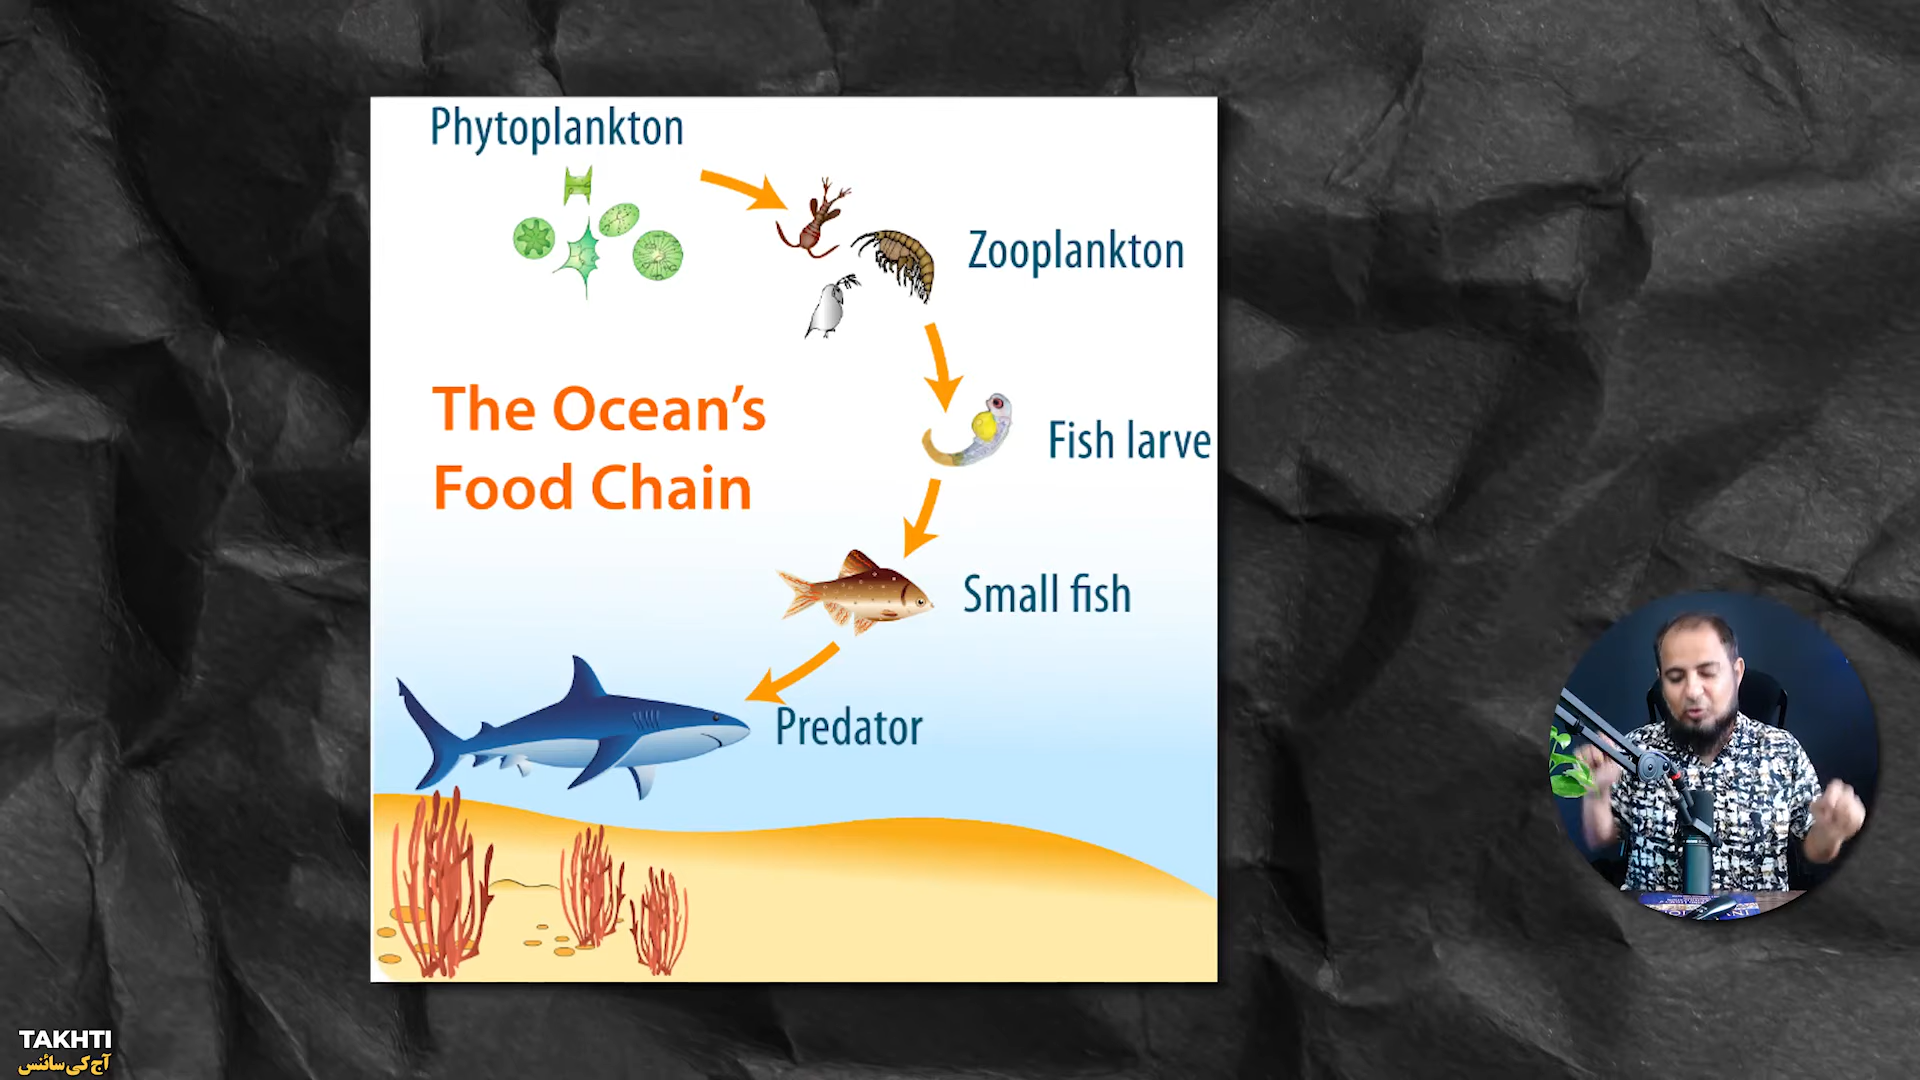 Phytoplankton
Zooplankton
The Ocean's
Food Chain
Fish larve
Small fish
Predator
TAKHTI
آج کی سائنس